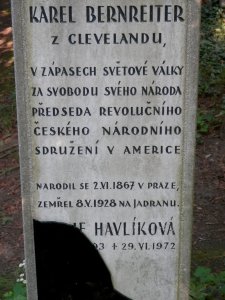 KAREL BERNREITER
Z CLEVELANDU,
V ZÁPASECH SVĚTOVÉ VÁLKY
ZA SVOBODU SVÉHO NÁRODA
PŘEDSEDA REVOLUČNÍHO
ČESKÉHO NÁRODNÍHO
SDRUŽENÍ V AMERICE
NARODIL SE 2.VI.1867 V PRAZE,
ZEMŘEL 8.V.1928 NA JADRANU.
HAVLÍKOVÁ
† 29.VI.1972